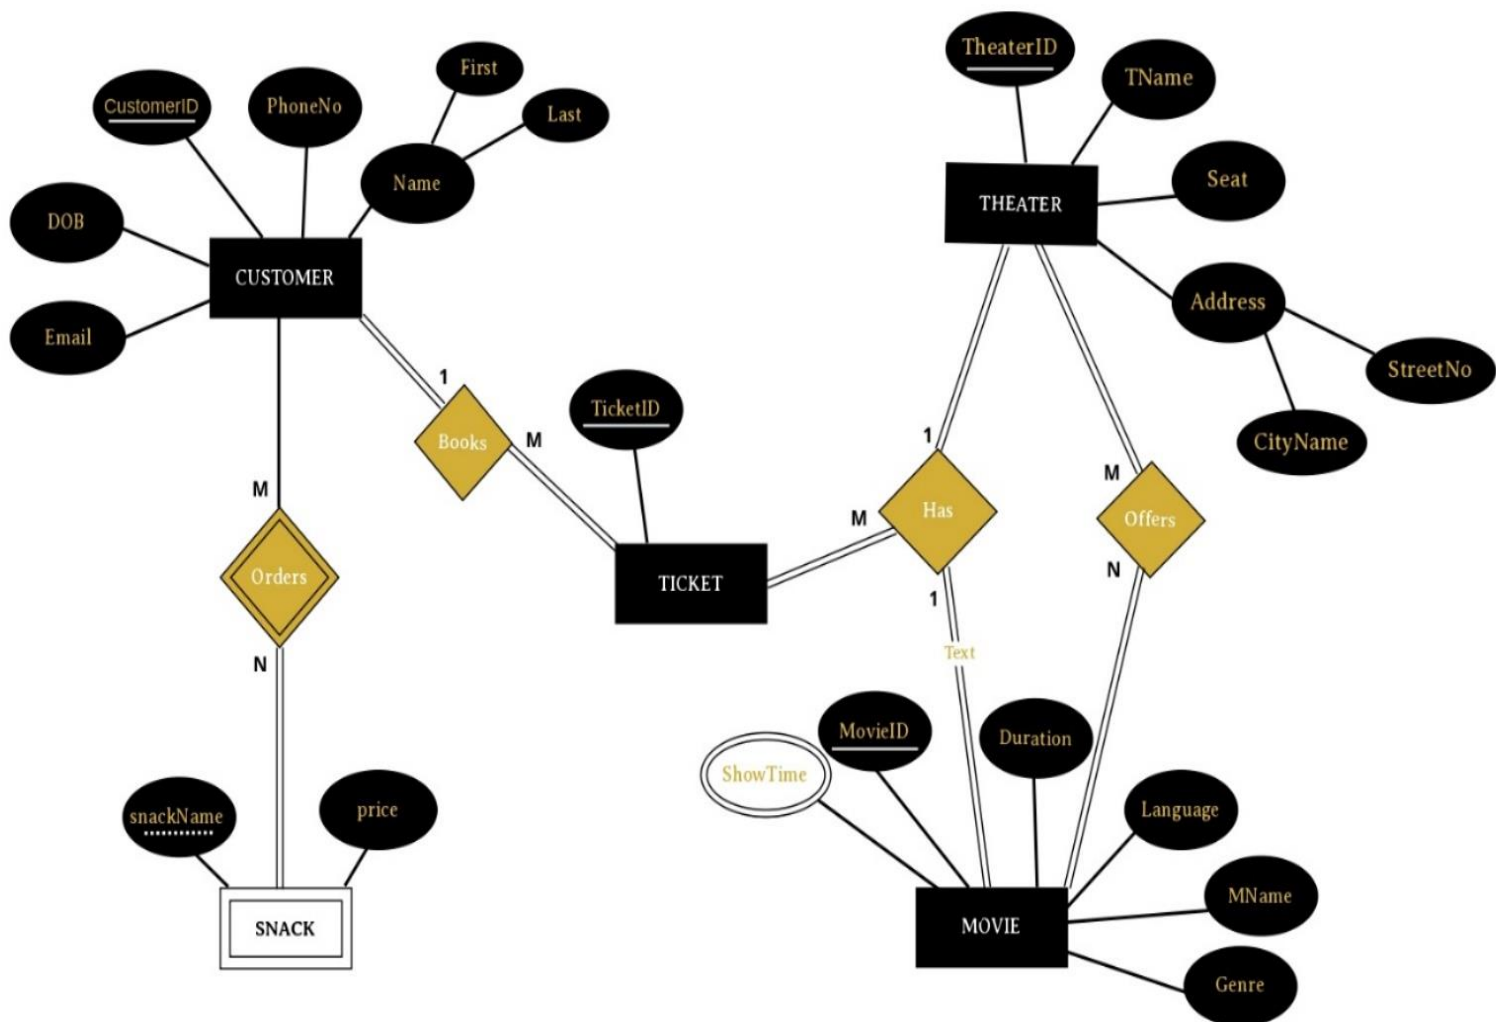 TheaterID
First
TName
CustomerID
PhoneNo
Last
Name
Seat
THEATER
DOB
CUSTOMER
Address
Email
StreetNo
1
TicketID
Books
M
1
CityName
M
M
Has
M
Offers
N
Orders
TICKET
1
N
Text
MovieID
Duration
ShowTime
snackName
price
Language
MName
SNACK
MOVIE
Genre